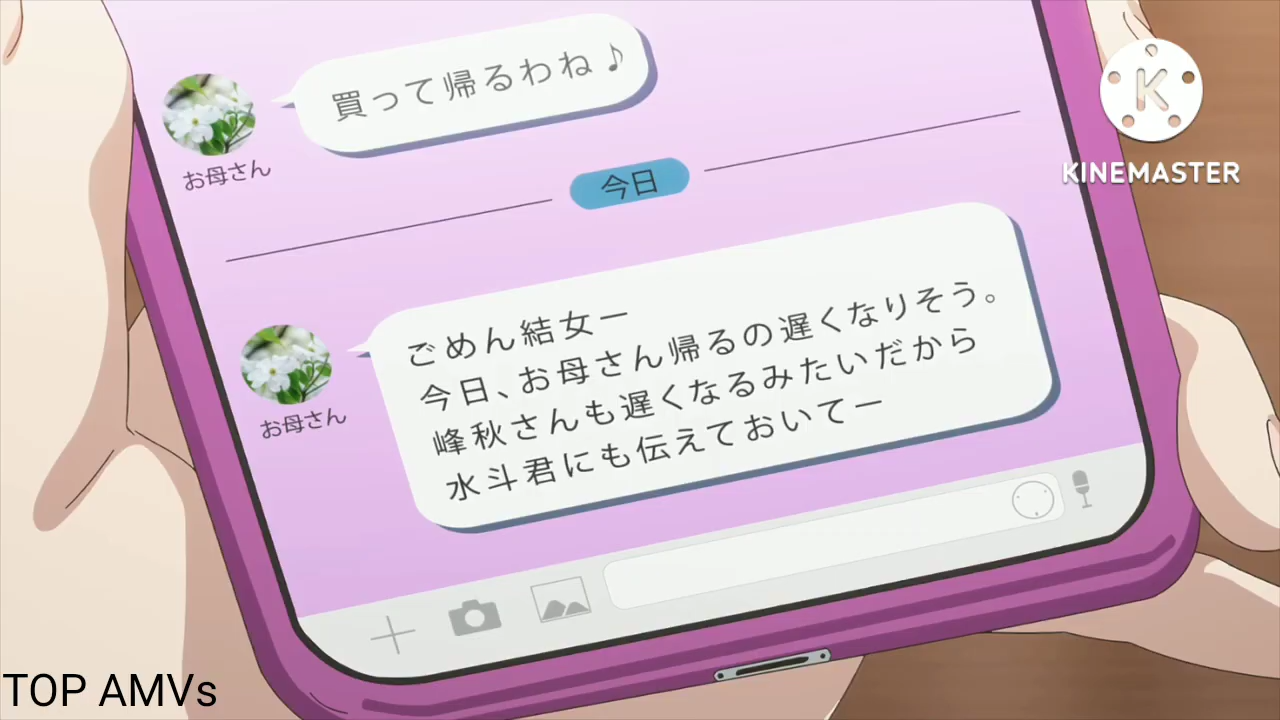 買って帰るわね♪
お母さん
今日
ごめん結女ー
今日、お母さん帰るの遅くなりそう。
峰秋さんも遅くなるみたいだから
水斗君にも伝えておいてー
お母さん
K
KINEMASTER
TOP AMVs